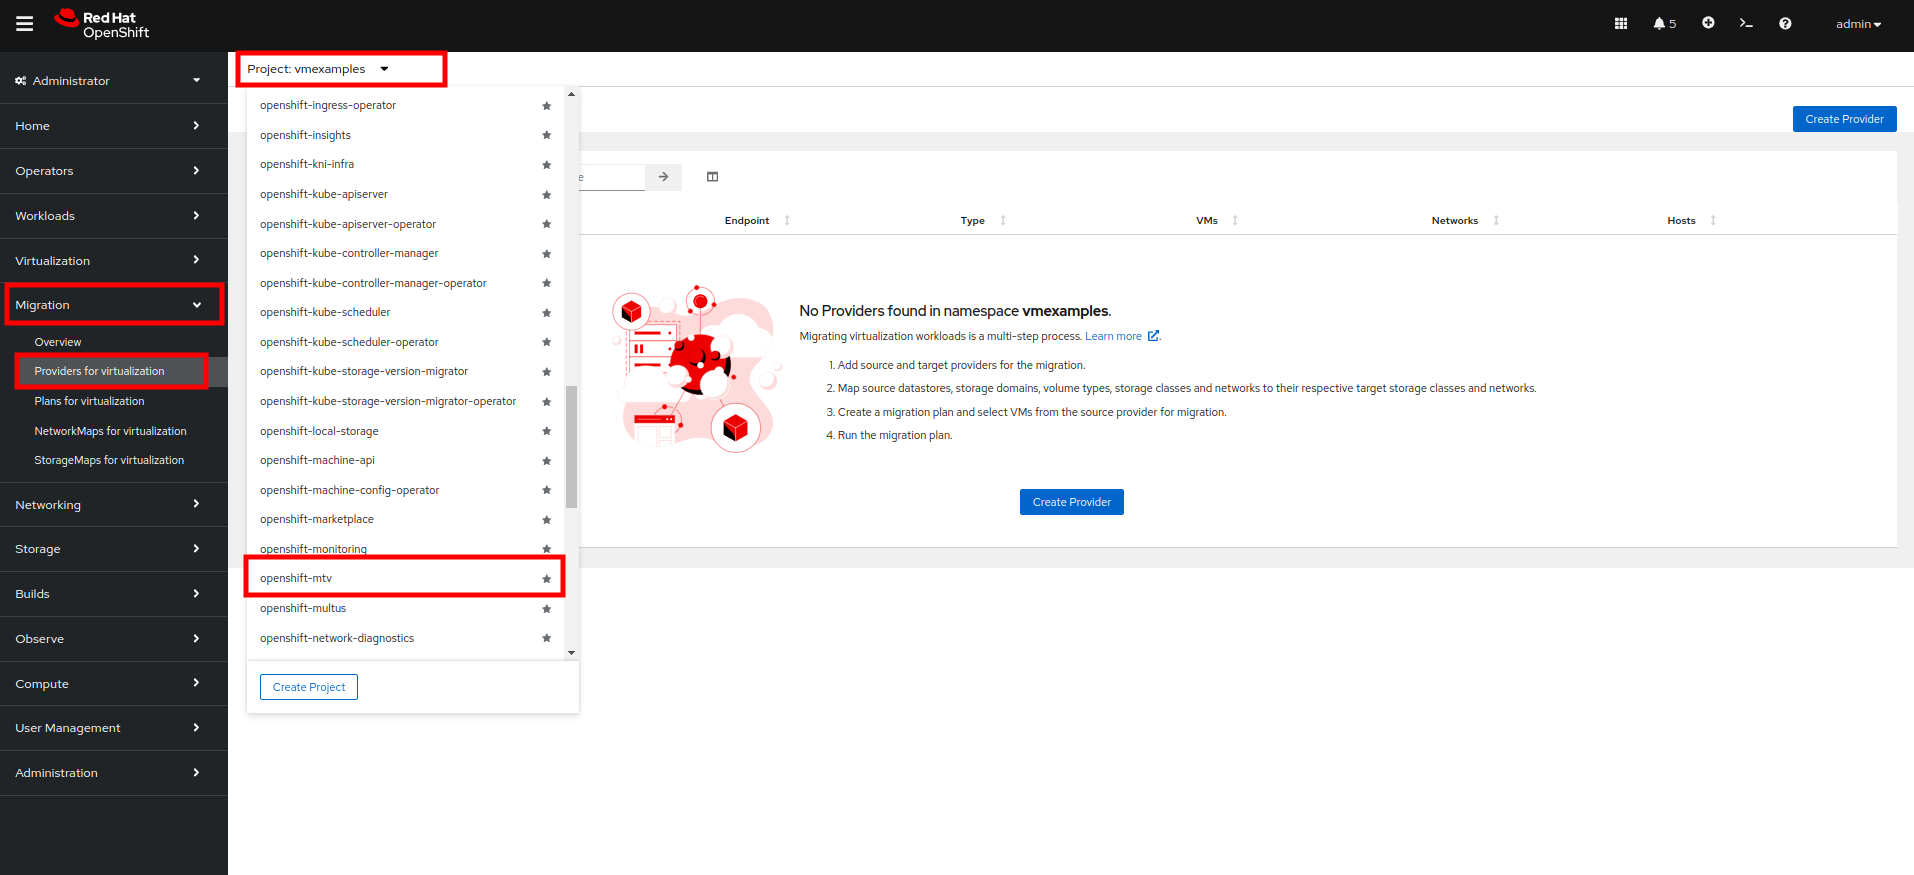 Red Hat
OpenShift
5
admin
Administrator
Home
Operators
Workloads
Virtualization
Migration
Overview
Providers for virtualization
Plans for virtualization
NetworkMaps for virtualization
StorageMaps for virtualization
Networking
Storage
Builds
Observe
Compute
User Management
Administration
Project: vmexamples
openshift-ingress-operator
openshift-insights
openshift-kni-infra
openshift-kube-apiserver
openshift-kube-apiserver-operator
openshift-kube-controller-manager
openshift-kube-controller-manager-operator
openshift-kube-scheduler
openshift-kube-scheduler-operator
openshift-kube-storage-version-migrator
openshift-kube-storage-version-migrator-operator
openshift-local-storage
openshift-machine-api
openshift-machine-config-operator
openshift-marketplace
openshift-monitoring
openshift-mtv
openshift-multus
openshift-network-diagnostics
Create Project
Create Provider
e
Endpoint Type VMs Networks Hosts
No Providers found in namespace vmexamples.
Migrating virtualization workloads is a multi-step process. Learn more .
1. Add source and target providers for the migration.
2. Map source datastores, storage domains, volume types, storage classes and networks to their respective target storage classes and networks.
3. Create a migration plan and select VMs from the source provider for migration.
4. Run the migration plan.
Create Provider